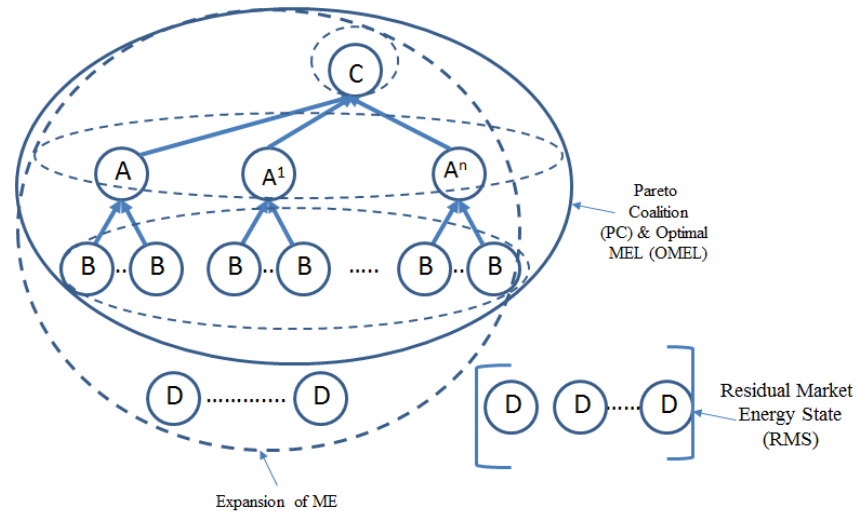 C
A A¹ Aⁿ
B .. B B .. B ..... B .. B
Pareto
Coalition
(PC) & Optimal
MEL (OMEL)
D ............. D
D D ...... D
Residual Market
Energy State
(RMS)
Expansion of ME